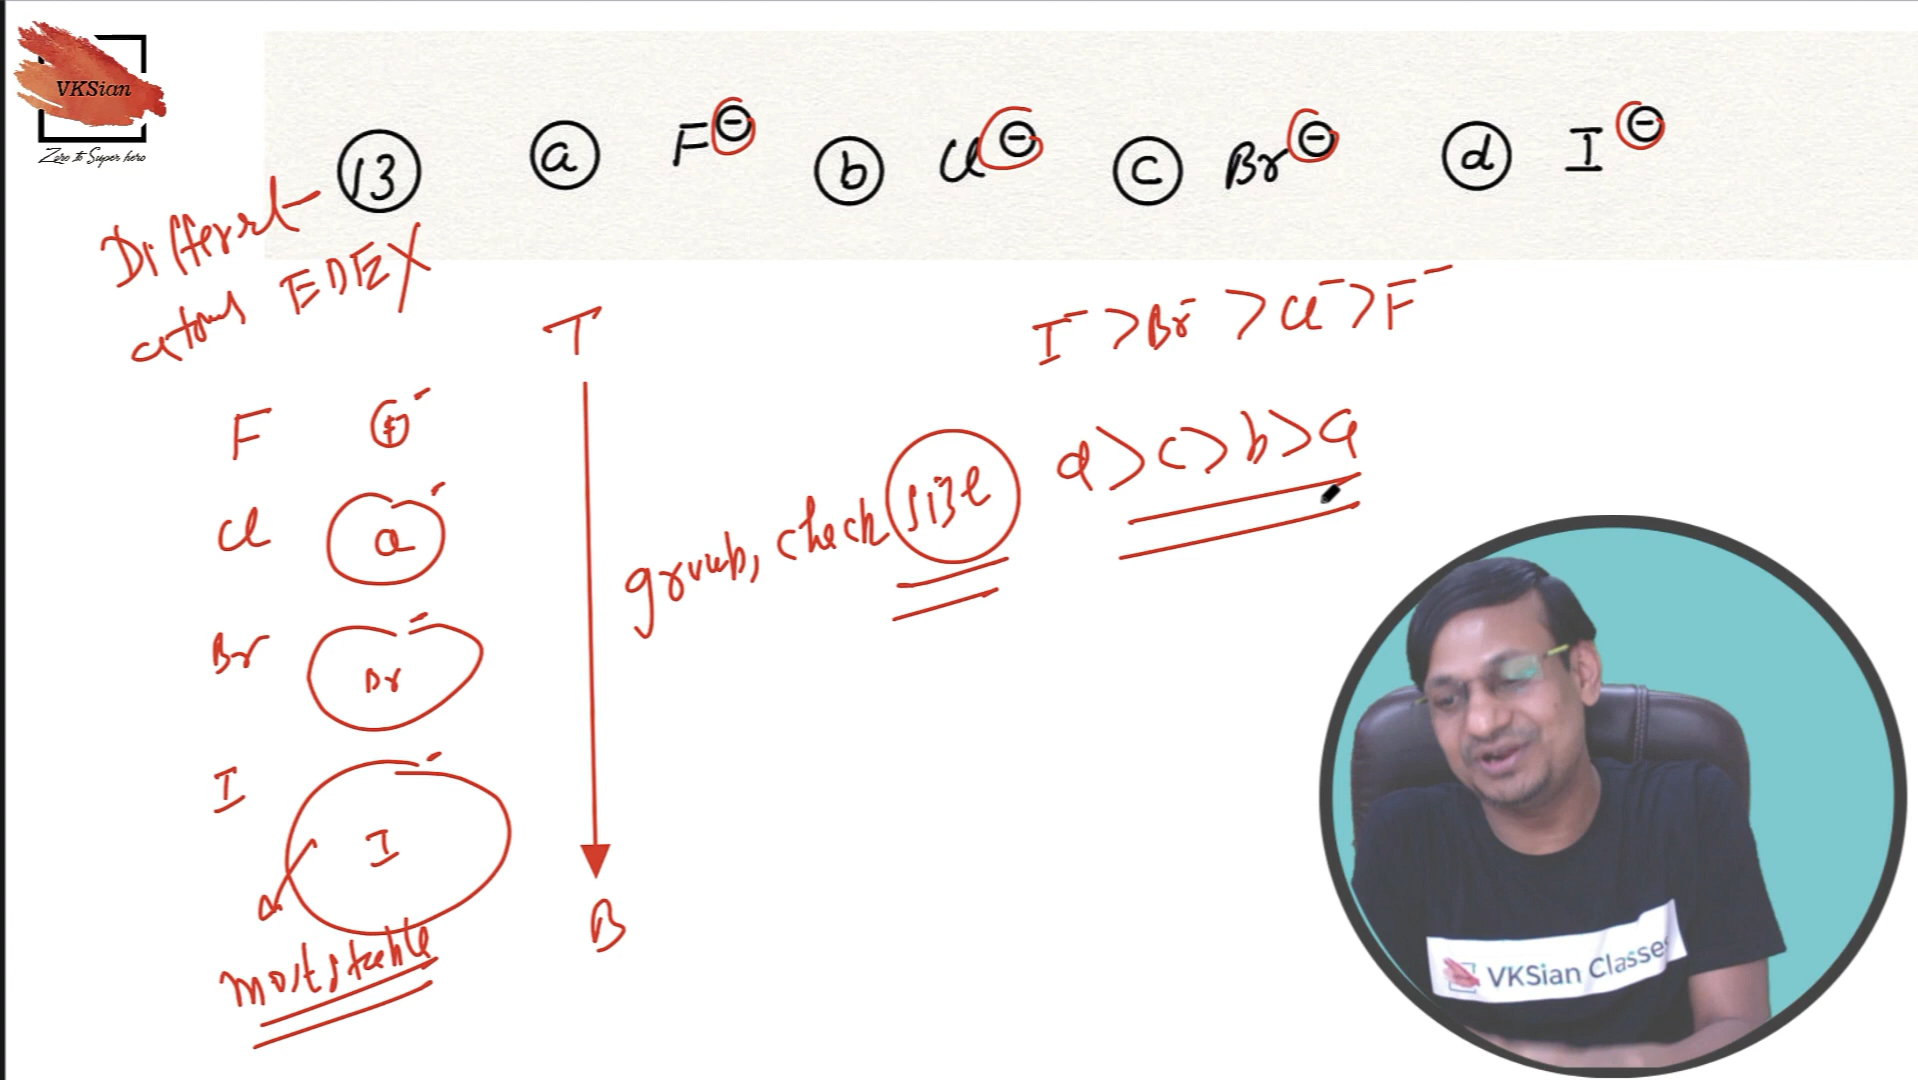 VKSian
Zero to Super hero
13 a F⊖ b Cl⊖ c Br⊖ d I⊖
Different
atoms EDEX
T
I⁻ > Br⁻ > Cl⁻ > F⁻
d > c > b > a
group, check size
F F⁻
Cl Cl⁻
Br Br⁻
I I⁻
most stable
B
VKSian Classes